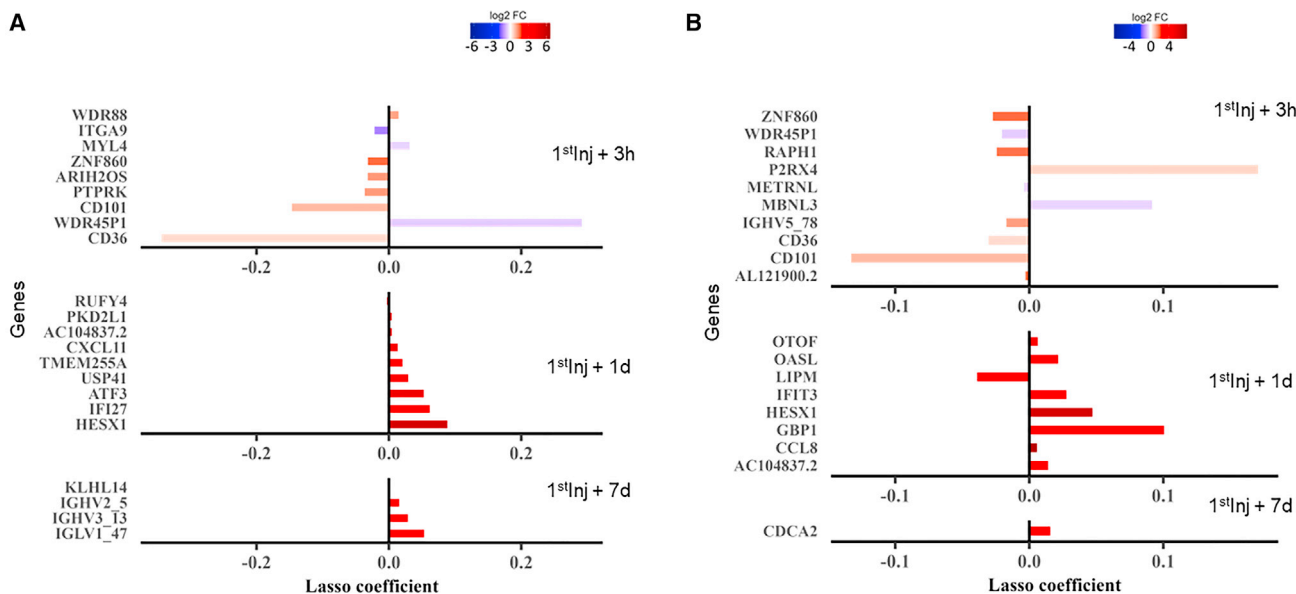 A
log2 FC
-6 -3 0 3 6
WDR88
ITGA9
MYL4
ZNF860
ARIH2OS
PTPRK
CD101
WDR45P1
CD36
1stInj + 3h
-0.2 0.0 0.2
Genes
RUFY4
PKD2L1
AC104837.2
CXCL11
TMEM255A
USP41
ATF3
IFI27
HESX1
1stInj + 1d
-0.2 0.0 0.2
KLHL14
IGHV2_5
IGHV3_13
IGLV1_47
1stInj + 7d
-0.2 0.0 0.2
Lasso coefficient
B
log2 FC
-4 0 4
ZNF860
WDR45P1
RAPH1
P2RX4
METRNL
MBNL3
IGHV5_78
CD36
CD101
AL121900.2
1stInj + 3h
-0.1 0.0 0.1
Genes
OTOF
OASL
LIPM
IFIT3
HESX1
GBP1
CCL8
AC104837.2
1stInj + 1d
-0.1 0.0 0.1
CDCA2
1stInj + 7d
-0.1 0.0 0.1
Lasso coefficient